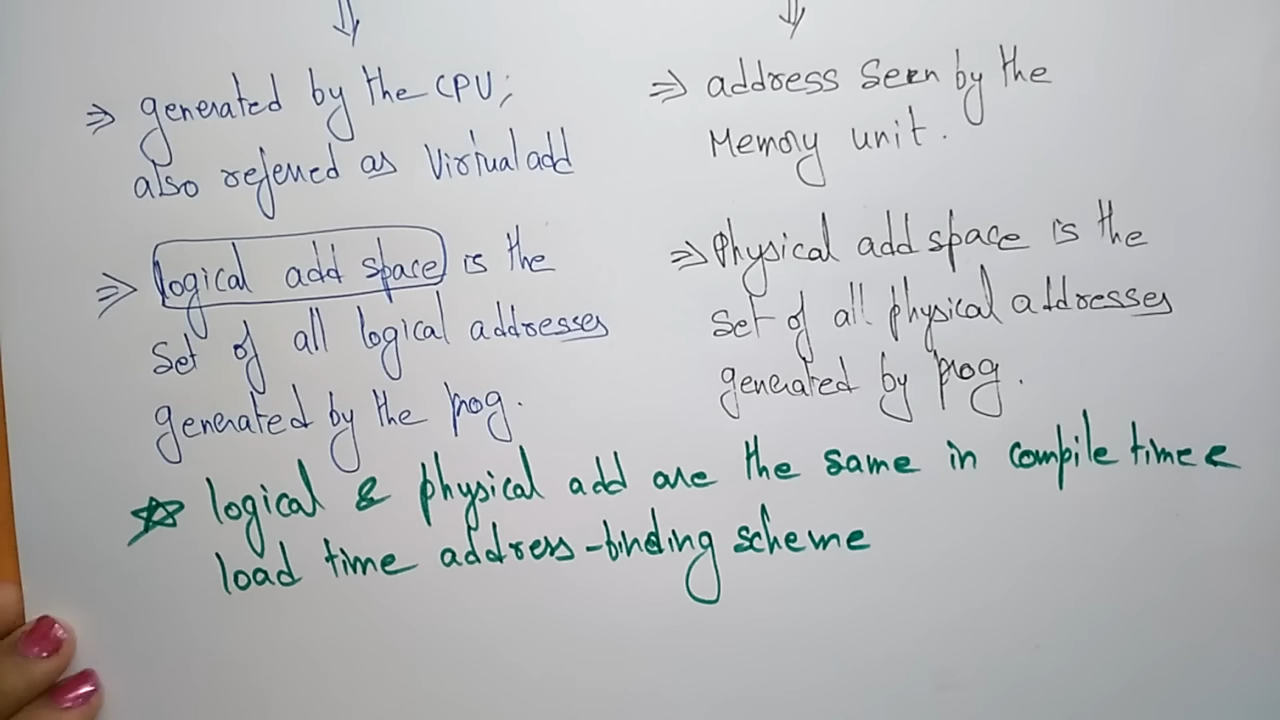 ⇒ generated by the CPU;
also referred as Virtual add
⇒ logical add space is the
set of all logical addresses
generated by the prog.
⇒ address seen by the
Memory unit.
⇒ Physical add space is the
set of all physical addresses
generated by prog.
☆ logical & physical add are the same in compile time &
load time address-binding scheme